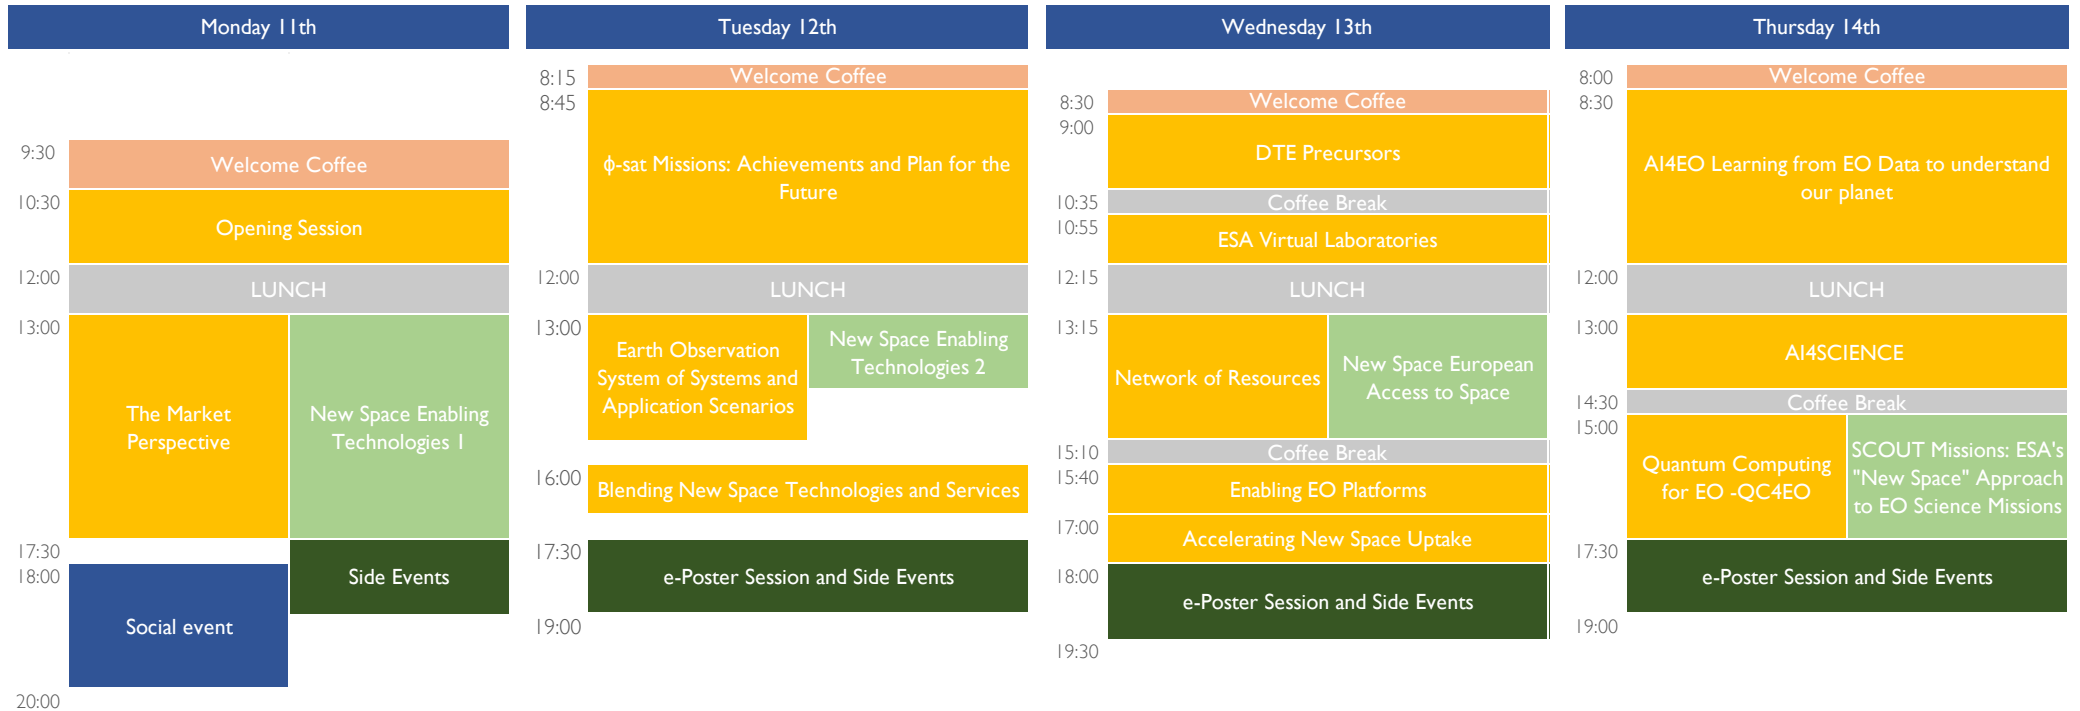 Monday 11th
9:30
Welcome Coffee
10:30
Opening Session
12:00
LUNCH
13:00
The Market
Perspective
New Space Enabling
Technologies 1
17:30
Side Events
18:00
Social event
20:00
Tuesday 12th
8:15
Welcome Coffee
8:45
ϕ-sat Missions: Achievements and Plan for the
Future
12:00
LUNCH
13:00
Earth Observation
System of Systems and
Application Scenarios
New Space Enabling
Technologies 2
16:00
Blending New Space Technologies and Services
17:30
e-Poster Session and Side Events
19:00
Wednesday 13th
8:30
Welcome Coffee
9:00
DTE Precursors
10:35
Coffee Break
10:55
ESA Virtual Laboratories
12:15
LUNCH
13:15
Network of Resources
New Space European
Access to Space
15:10
Coffee Break
15:40
Enabling EO Platforms
17:00
Accelerating New Space Uptake
18:00
e-Poster Session and Side Events
19:30
Thursday 14th
8:00
Welcome Coffee
8:30
AI4EO Learning from EO Data to understand
our planet
12:00
LUNCH
13:00
AI4SCIENCE
14:30
Coffee Break
15:00
Quantum Computing
for EO -QC4EO
SCOUT Missions: ESA's
"New Space" Approach
to EO Science Missions
17:30
e-Poster Session and Side Events
19:00